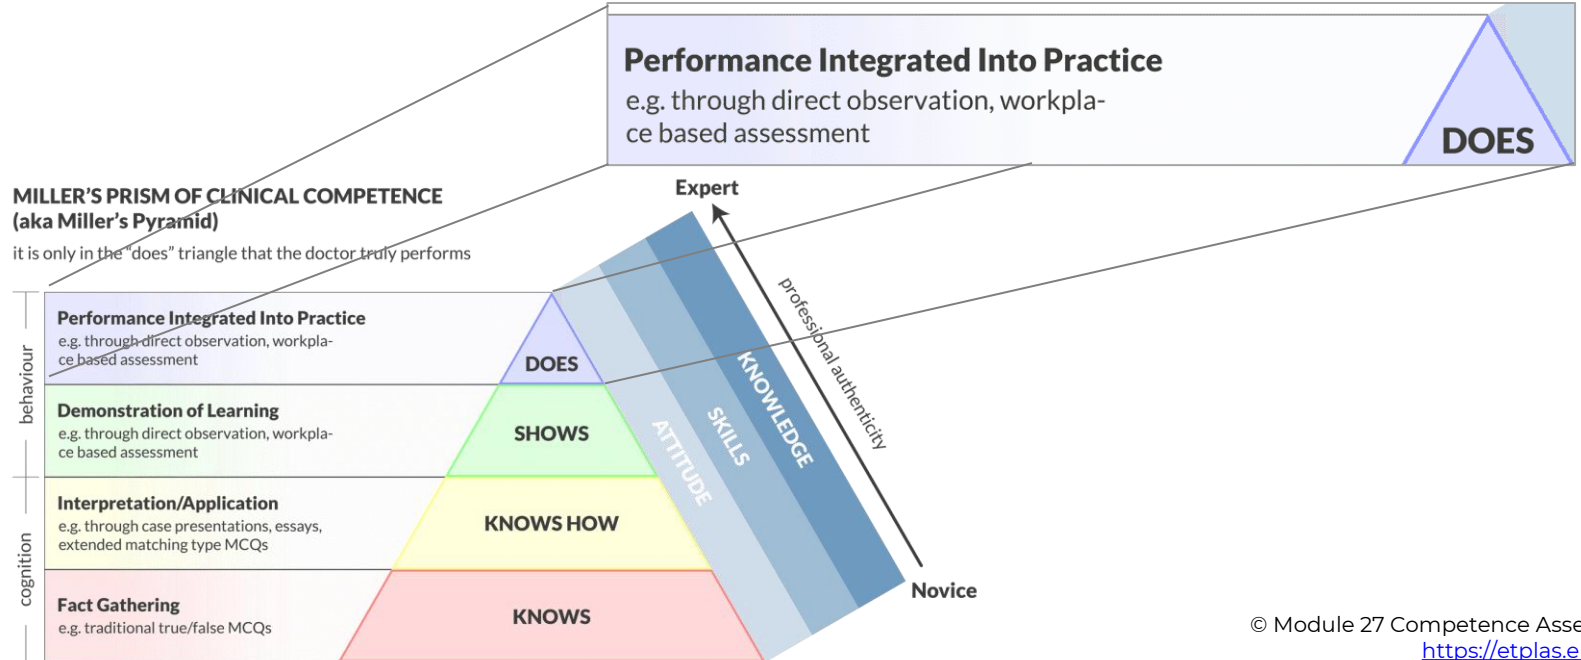 Performance Integrated Into Practice
e.g. through direct observation, workpla-
ce based assessment
DOES
MILLER’S PRISM OF CLINICAL COMPETENCE
(aka Miller’s Pyramid)
it is only in the “does” triangle that the doctor truly performs
Expert
professional authenticity
Novice
KNOWLEDGE
SKILLS
ATTITUDE
behaviour
Performance Integrated Into Practice
e.g. through direct observation, workpla-
ce based assessment
DOES
Demonstration of Learning
e.g. through direct observation, workpla-
ce based assessment
SHOWS
cognition
Interpretation/Application
e.g. through case presentations, essays,
extended matching type MCQs
KNOWS HOW
Fact Gathering
e.g. traditional true/false MCQs
KNOWS
© Module 27 Competence Asse
https://etplas.e